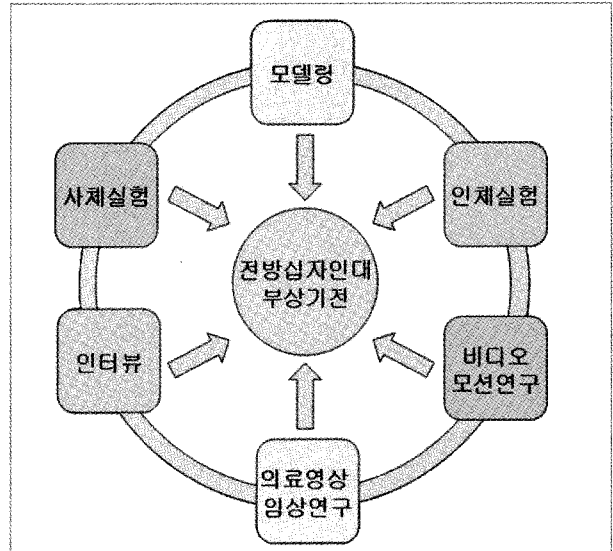 모델링
사체실험
인체실험
전방십자인대
부상기전
인터뷰
비디오
모션연구
의료영상
임상연구